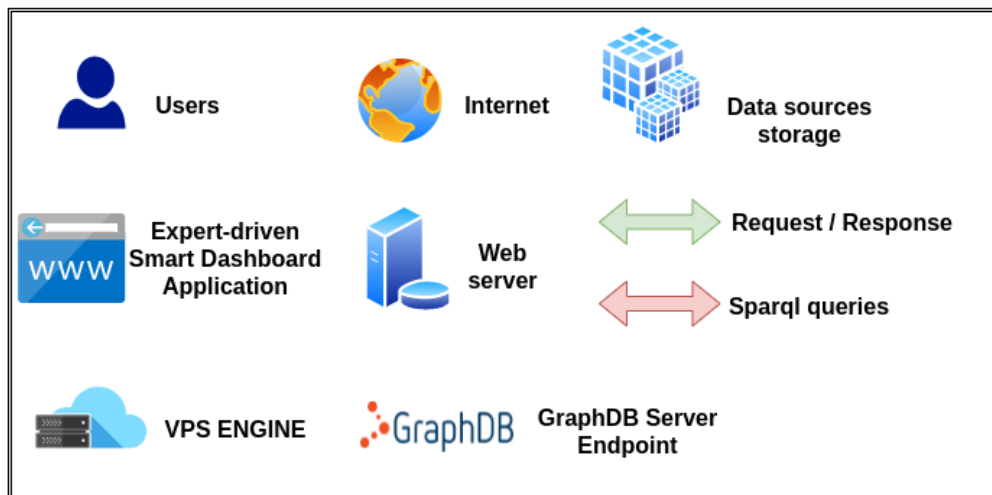 Users
Internet
Data sources
storage
www
Expert-driven
Smart Dashboard
Application
Web
server
Request / Response
Sparql queries
VPS ENGINE
GraphDB
GraphDB Server
Endpoint